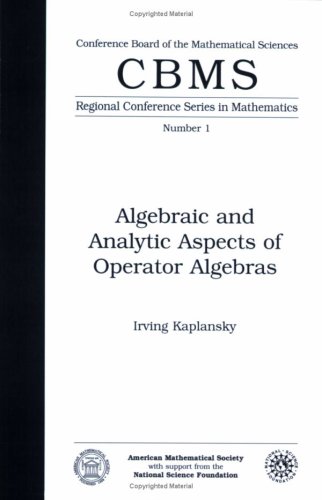 Copyrighted Material
Conference Board of the Mathematical Sciences
CBMS
Regional Conference Series in Mathematics
Number 1
Algebraic and
Analytic Aspects of
Operator Algebras
Irving Kaplansky
American Mathematical Society
with support from the
National Science Foundation
Copyrighted Material